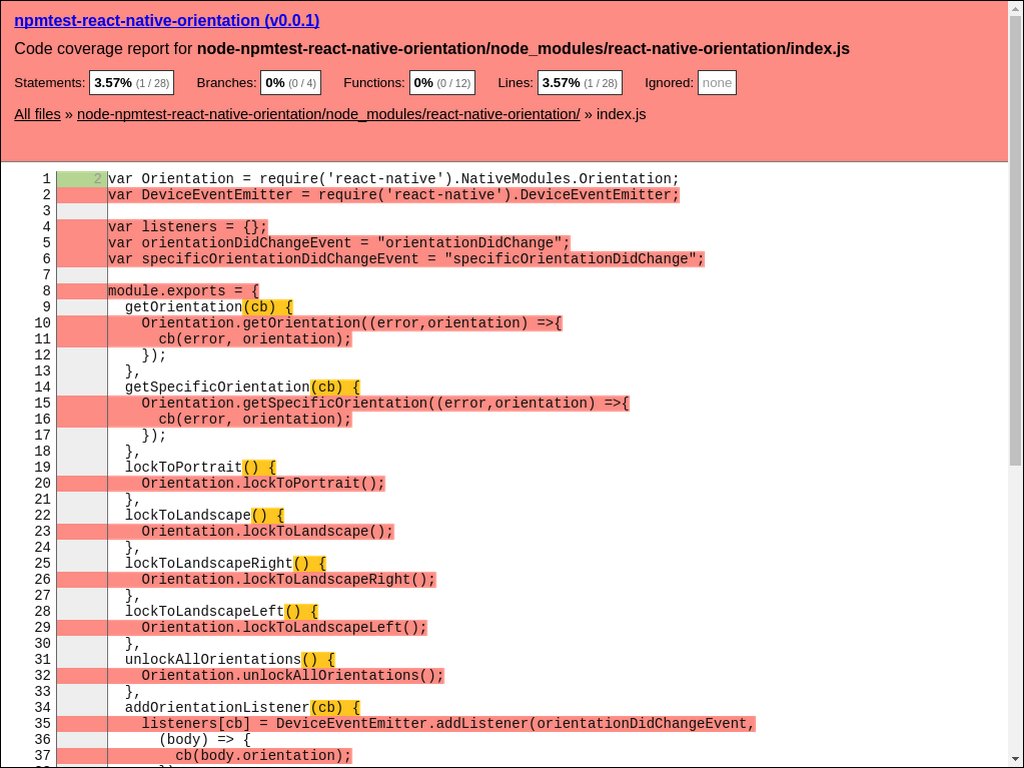 npmtest-react-native-orientation (v0.0.1)
Code coverage report for node-npmtest-react-native-orientation/node_modules/react-native-orientation/index.js
Statements: 3.57% (1 / 28) Branches: 0% (0 / 4) Functions: 0% (0 / 12) Lines: 3.57% (1 / 28) Ignored: none
All files » node-npmtest-react-native-orientation/node_modules/react-native-orientation/ » index.js
1 2 var Orientation = require('react-native').NativeModules.Orientation;
2 var DeviceEventEmitter = require('react-native').DeviceEventEmitter;
3
4 var listeners = {};
5 var orientationDidChangeEvent = "orientationDidChange";
6 var specificOrientationDidChangeEvent = "specificOrientationDidChange";
7
8 module.exports = {
9 getOrientation(cb) {
10 Orientation.getOrientation((error,orientation) =>{
11 cb(error, orientation);
12 });
13 },
14 getSpecificOrientation(cb) {
15 Orientation.getSpecificOrientation((error,orientation) =>{
16 cb(error, orientation);
17 });
18 },
19 lockToPortrait() {
20 Orientation.lockToPortrait();
21 },
22 lockToLandscape() {
23 Orientation.lockToLandscape();
24 },
25 lockToLandscapeRight() {
26 Orientation.lockToLandscapeRight();
27 },
28 lockToLandscapeLeft() {
29 Orientation.lockToLandscapeLeft();
30 },
31 unlockAllOrientations() {
32 Orientation.unlockAllOrientations();
33 },
34 addOrientationListener(cb) {
35 listeners[cb] = DeviceEventEmitter.addListener(orientationDidChangeEvent,
36 (body) => {
37 cb(body.orientation);